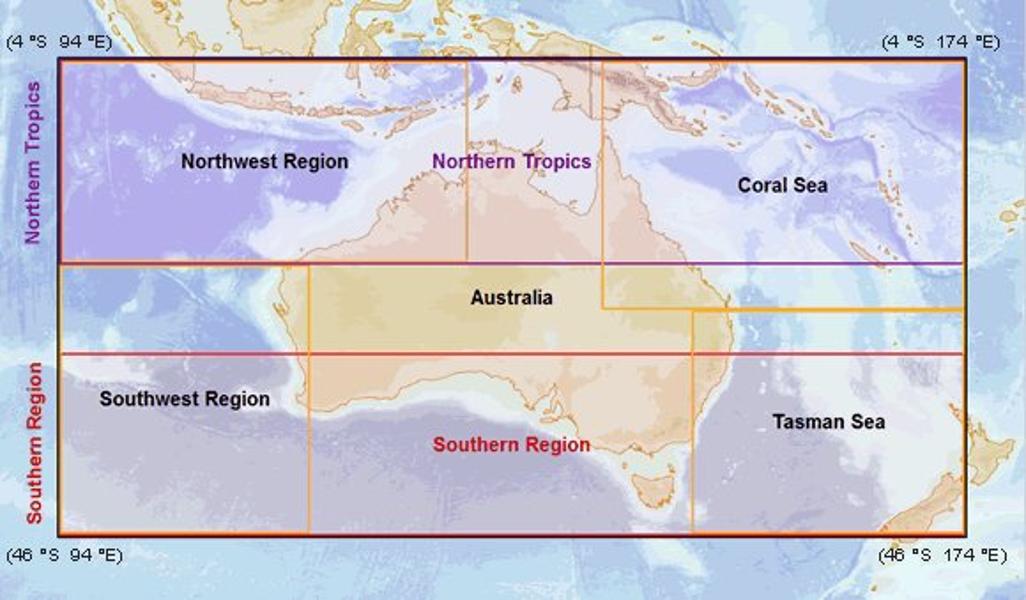 (4 °S 94 °E)
(4 °S 174 °E)
Northern Tropics
Northwest Region
Northern Tropics
Coral Sea
Australia
Southern Region
Southwest Region
Tasman Sea
Southern Region
(46 °S 94 °E)
(46 °S 174 °E)